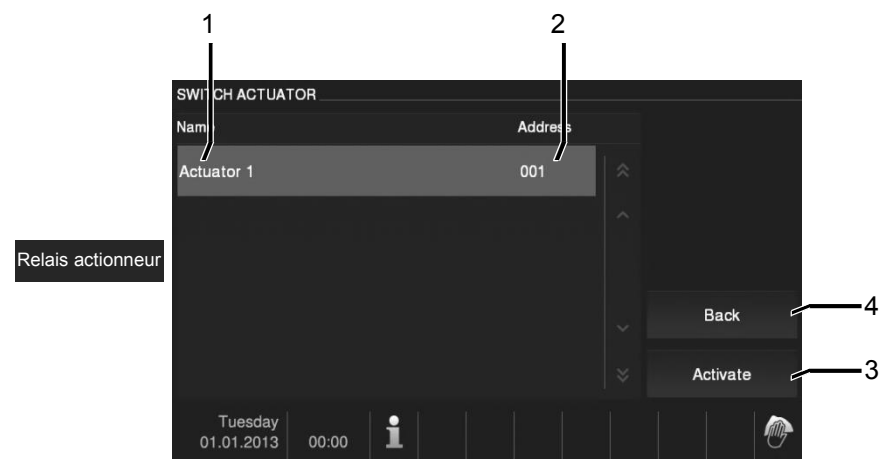 1
2
SWITCH ACTUATOR
Name Address
Actuator 1 001
Relais actionneur
Back
4
Activate
3
Tuesday
01.01.2013
00:00